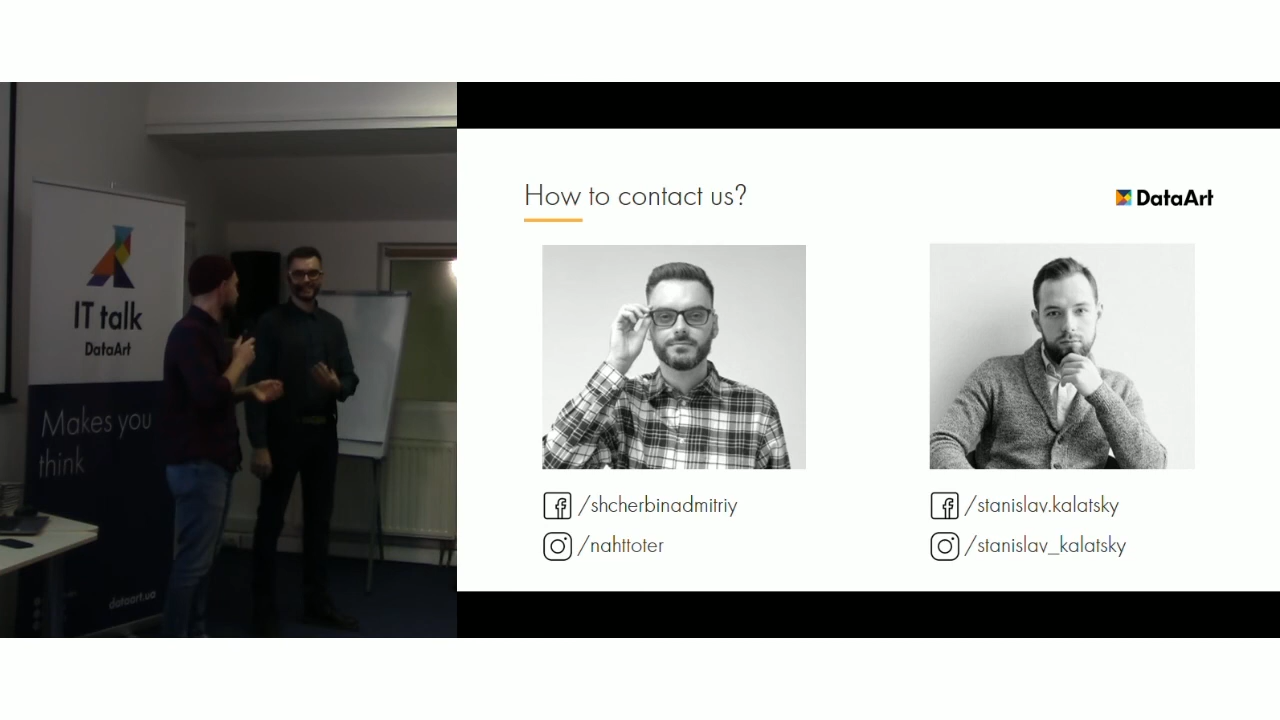 IT talk
DataArt
Makes you
think
dataart.ua
How to contact us?
DataArt
/shcherbinadmitriy
/nahttoter
/stanislav.kalatsky
/stanislav_kalatsky